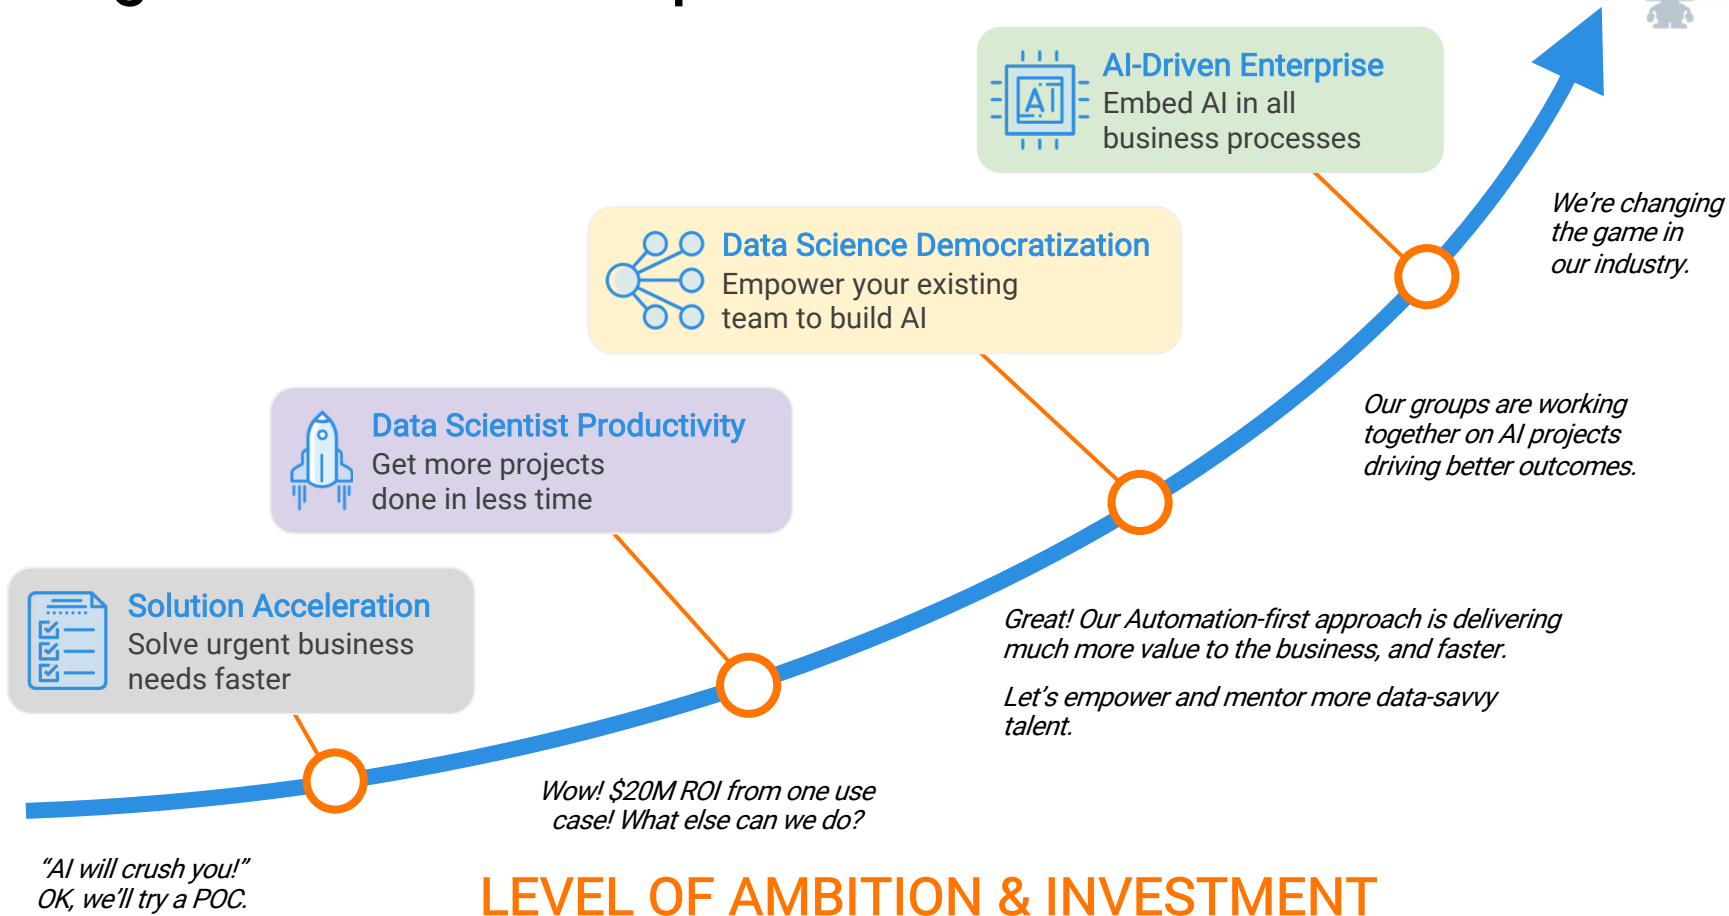 AI-Driven Enterprise
Embed AI in all
business processes
AI
We're changing
the game in
our industry.
Data Science Democratization
Empower your existing
team to build AI
Our groups are working
together on AI projects
driving better outcomes.
Data Scientist Productivity
Get more projects
done in less time
Great! Our Automation-first approach is delivering
much more value to the business, and faster.
Let's empower and mentor more data-savvy
talent.
Solution Acceleration
Solve urgent business
needs faster
Wow! $20M ROI from one use
case! What else can we do?
“AI will crush you!”
OK, we'll try a POC.
LEVEL OF AMBITION & INVESTMENT